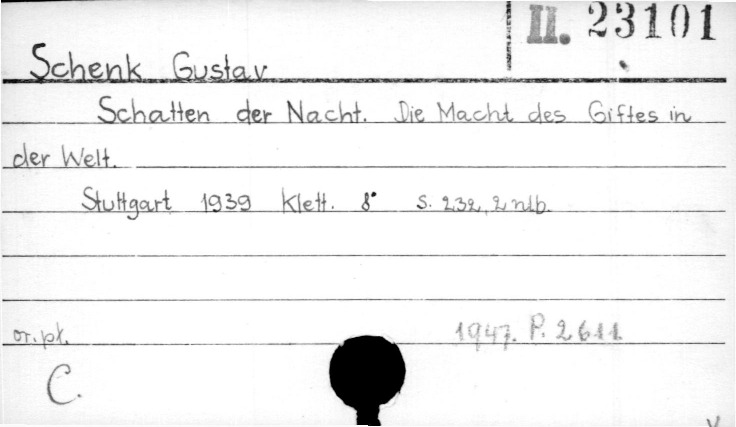 II. 23101
Schenk Gustav
Schatten der Nacht. Die Macht des Giftes in
der Welt.
Stuttgart 1939 Klett. 8° S. 232, 2 nlb.
or. pt. 1947. P. 2611
C.
v